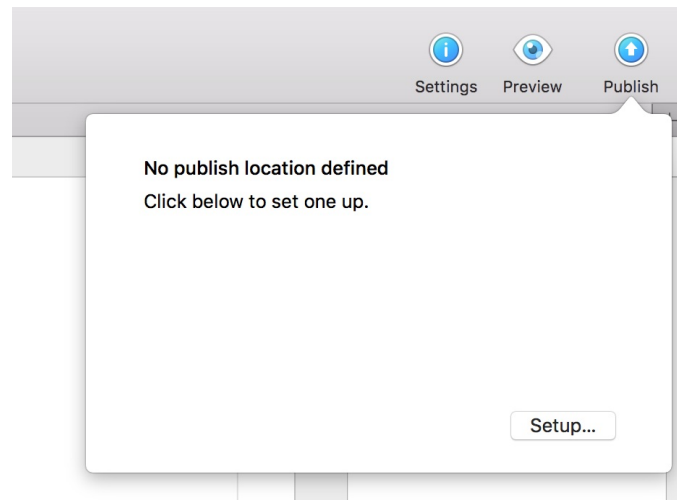 Settings Preview Publish
No publish location defined
Click below to set one up.
Setup...